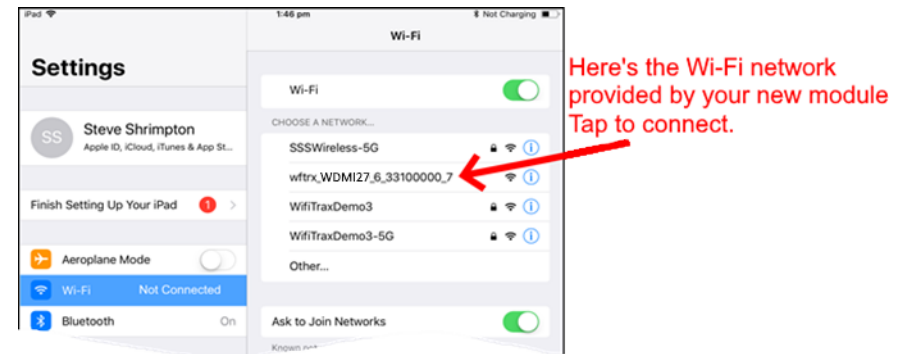 iPad
1:46 pm
Not Charging
Settings
Wi-Fi
SS
Steve Shrimpton
Apple ID, iCloud, iTunes & App St...
Finish Setting Up Your iPad 1
Aeroplane Mode
Wi-Fi Not Connected
Bluetooth On
Wi-Fi
CHOOSE A NETWORK...
SSSWireless-5G
wftrx_WDMI27_6_33100000_7
WifiTraxDemo3
WifiTraxDemo3-5G
Other...
Ask to Join Networks
Known
Here's the Wi-Fi network
provided by your new module
Tap to connect.